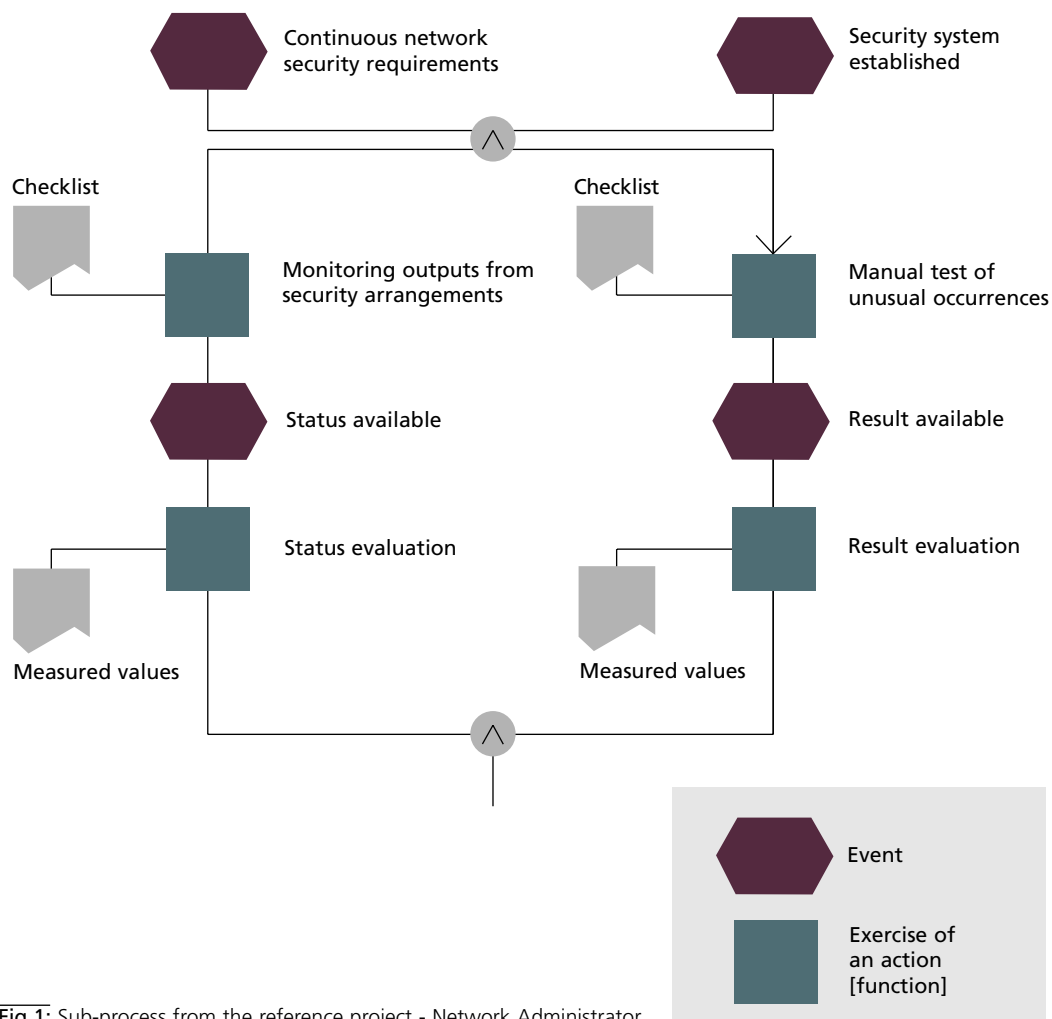 Continuous network
security requirements
Security system
established
∧
Checklist
Checklist
Monitoring outputs from
security arrangements
Manual test of
unusual occurrences
Status available
Result available
Status evaluation
Result evaluation
Measured values
Measured values
∧
Event
Exercise of
an action
[function]
Fig 1: Sub-process from the reference project - Network Administrator